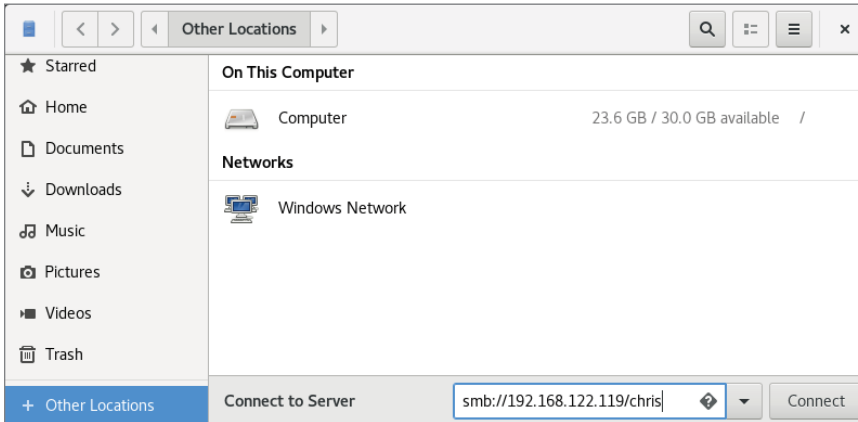 Other Locations
Starred
Home
Documents
Downloads
Music
Pictures
Videos
Trash
+ Other Locations
On This Computer
Computer 23.6 GB / 30.0 GB available /
Networks
Windows Network
Connect to Server smb://192.168.122.119/chris Connect